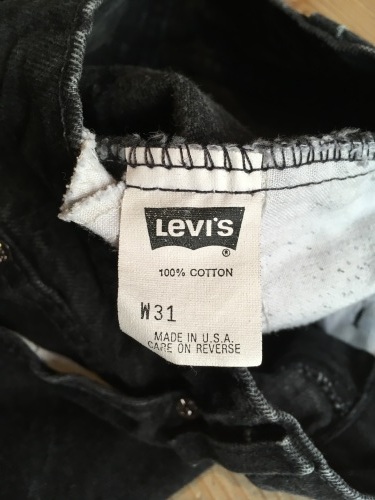 Levi's
®
100% COTTON
W31
MADE IN U.S.A.
CARE ON REVERSE